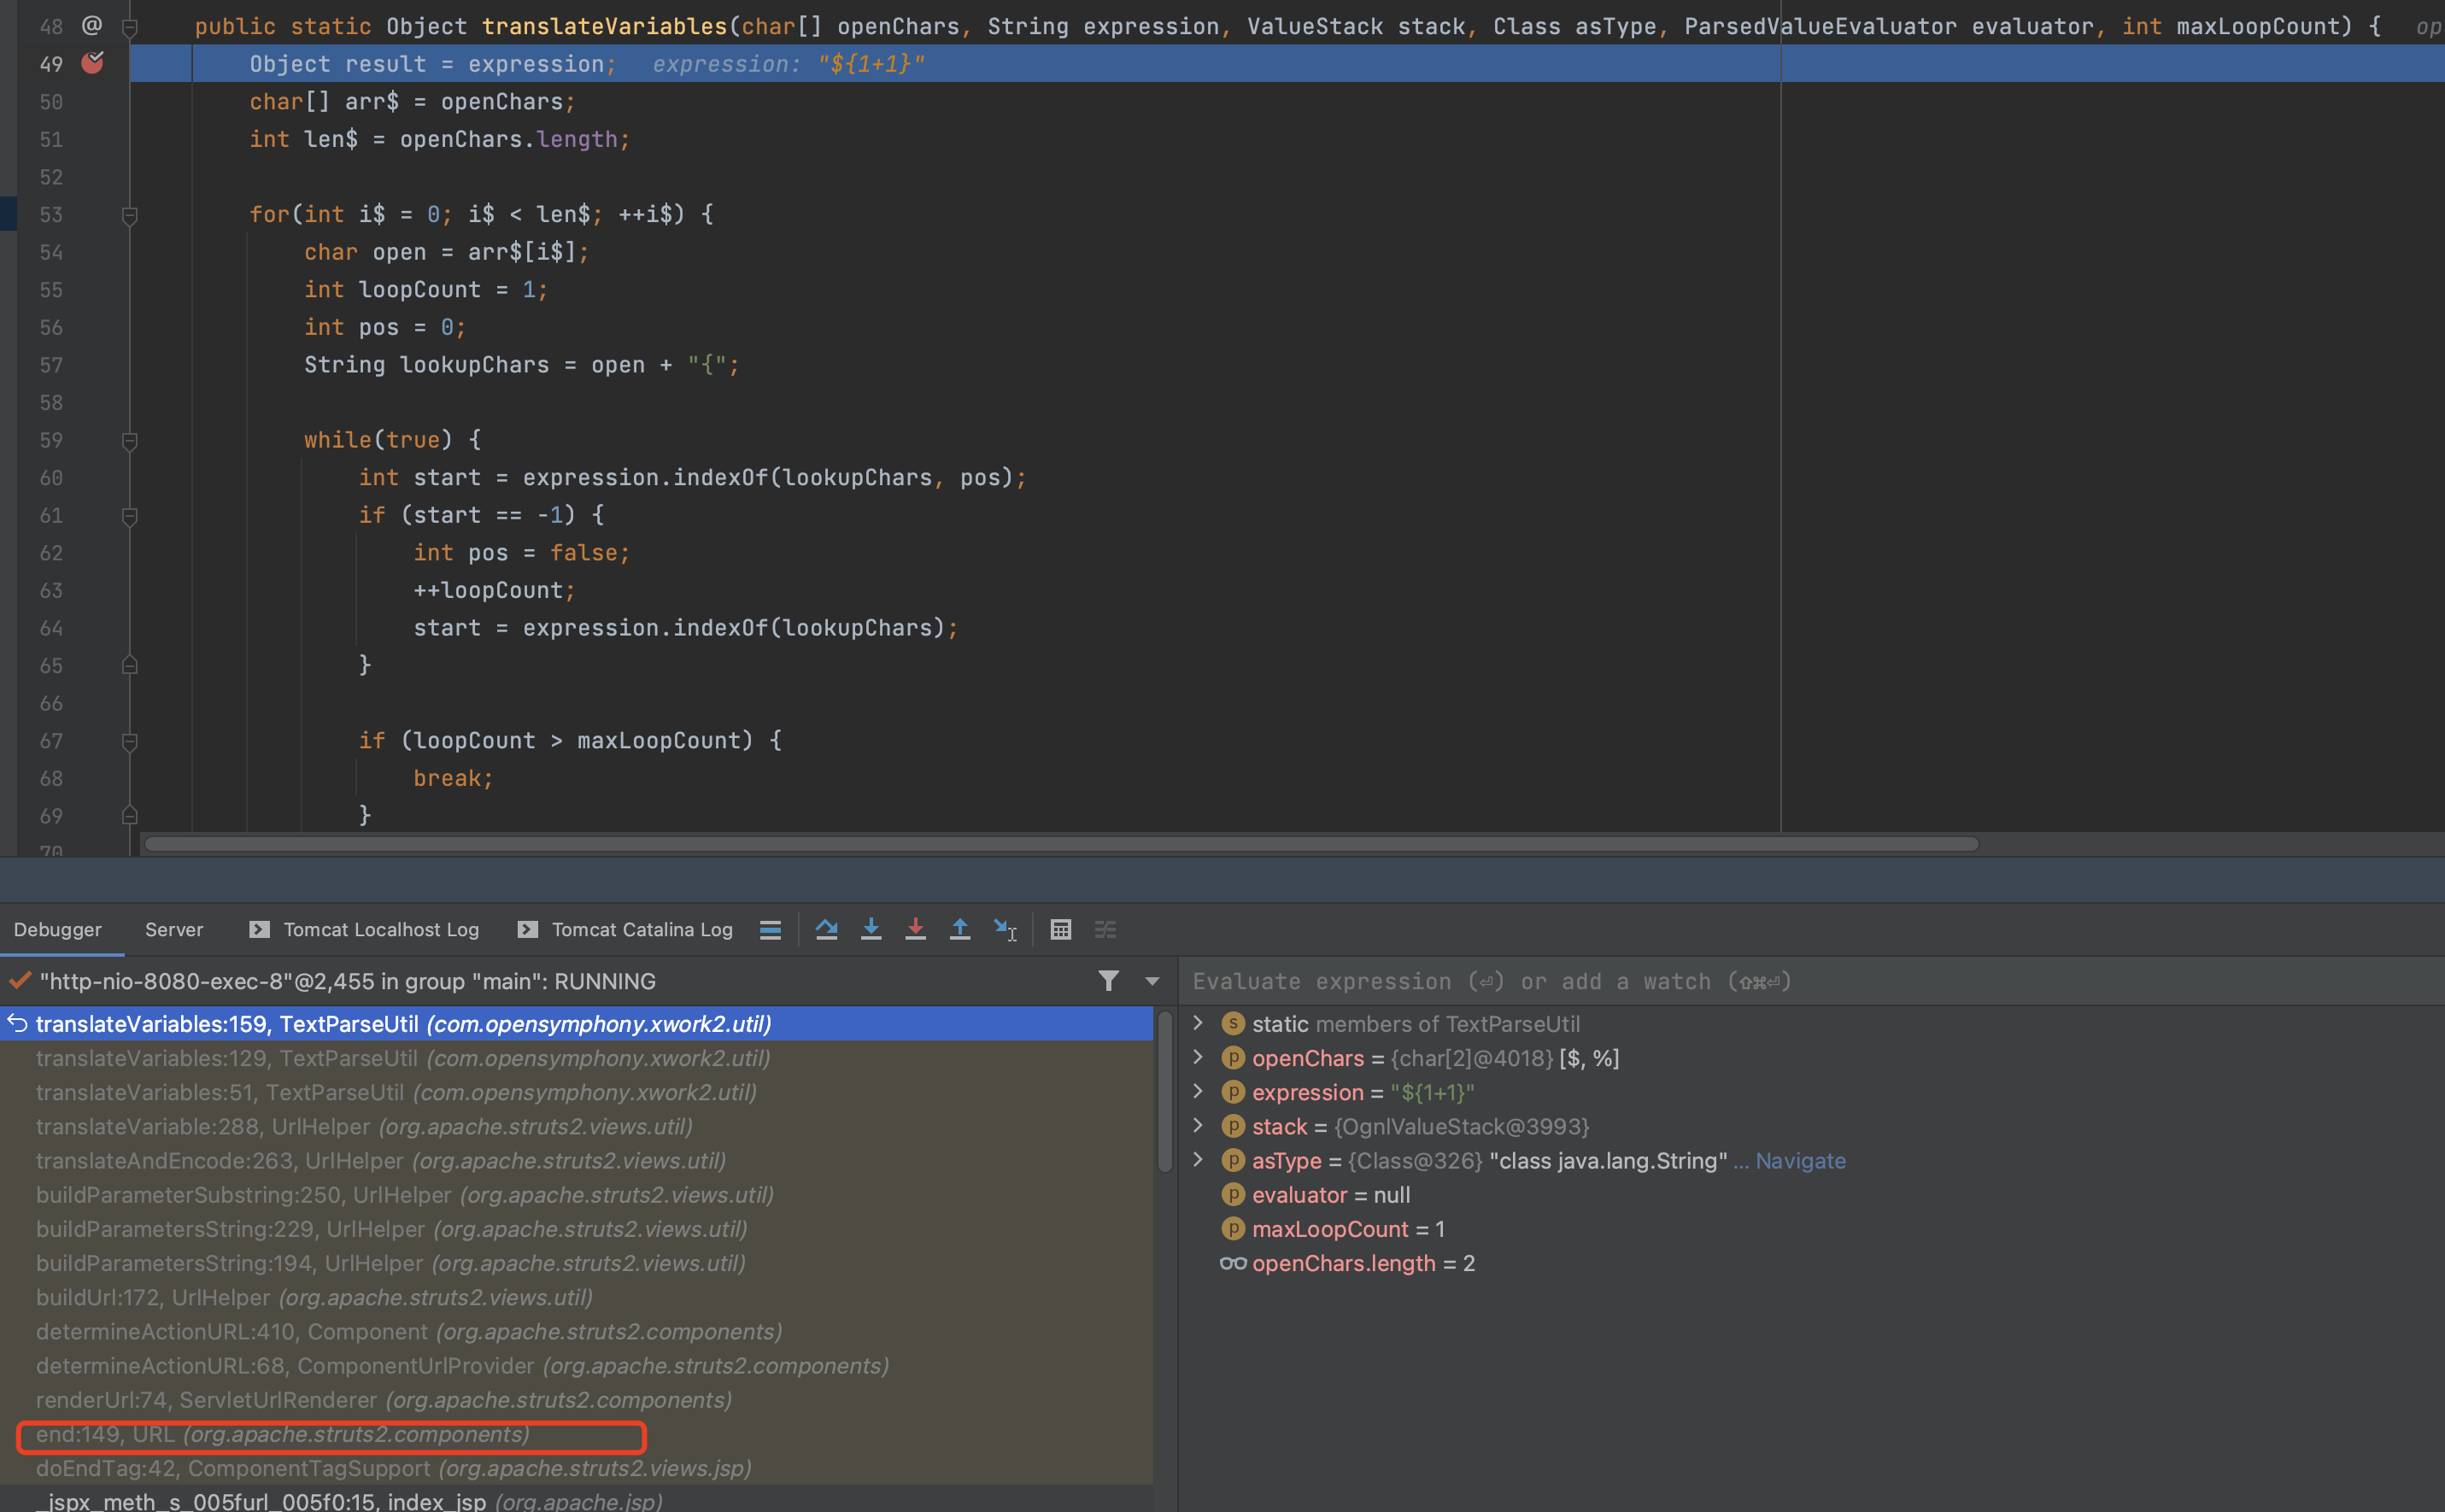 48 @ public static Object translateVariables(char[] openChars, String expression, ValueStack stack, Class asType, ParsedValueEvaluator evaluator, int maxLoopCount) { op
49 Object result = expression; expression: "${1+1}"
50 char[] arr$ = openChars;
51 int len$ = openChars.length;
52
53 for(int i$ = 0; i$ < len$; ++i$) {
54 char open = arr$[i$];
55 int loopCount = 1;
56 int pos = 0;
57 String lookupChars = open + "{";
58
59 while(true) {
60 int start = expression.indexOf(lookupChars, pos);
61 if (start == -1) {
62 int pos = false;
63 ++loopCount;
64 start = expression.indexOf(lookupChars);
65 }
66
67 if (loopCount > maxLoopCount) {
68 break;
69 }
70
Debugger Server Tomcat Localhost Log Tomcat Catalina Log
"http-nio-8080-exec-8"@2,455 in group "main": RUNNING
Evaluate expression (⏎) or add a watch (⇧⌘⏎)
translateVariables:159, TextParseUtil (com.opensymphony.xwork2.util)
translateVariables:129, TextParseUtil (com.opensymphony.xwork2.util)
translateVariables:51, TextParseUtil (com.opensymphony.xwork2.util)
translateVariable:288, UrlHelper (org.apache.struts2.views.util)
translateAndEncode:263, UrlHelper (org.apache.struts2.views.util)
buildParameterSubstring:250, UrlHelper (org.apache.struts2.views.util)
buildParametersString:229, UrlHelper (org.apache.struts2.views.util)
buildParametersString:194, UrlHelper (org.apache.struts2.views.util)
buildUrl:172, UrlHelper (org.apache.struts2.views.util)
determineActionURL:410, Component (org.apache.struts2.components)
determineActionURL:68, ComponentUrlProvider (org.apache.struts2.components)
renderUrl:74, ServletUrlRenderer (org.apache.struts2.components)
end:149, URL (org.apache.struts2.components)
doEndTag:42, ComponentTagSupport (org.apache.struts2.views.jsp)
_jspx_meth_s_005furl_005f0:15, index_jsp (org.apache.jsp)
s static members of TextParseUtil
p openChars = {char[2]@4018} [$, %]
p expression = "${1+1}"
p stack = {OgnlValueStack@3993}
p asType = {Class@326} "class java.lang.String" ... Navigate
p evaluator = null
p maxLoopCount = 1
openChars.length = 2